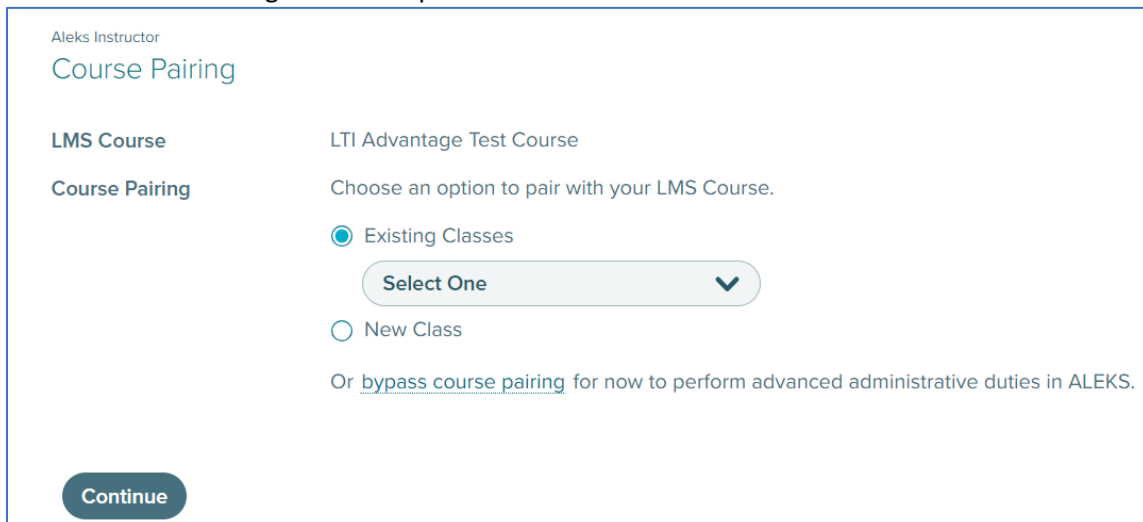 Aleks Instructor
Course Pairing
LMS Course LTI Advantage Test Course
Course Pairing Choose an option to pair with your LMS Course.
Existing Classes
Select One
New Class
Or bypass course pairing for now to perform advanced administrative duties in ALEKS.
Continue